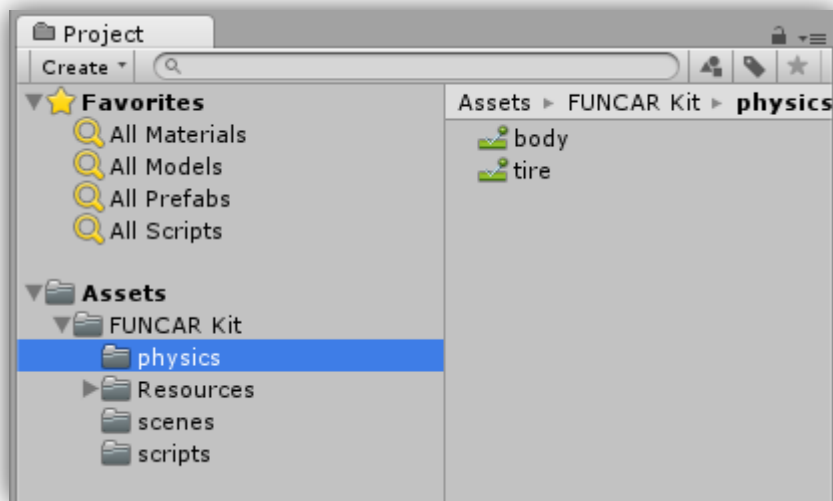 Project
Create
Favorites
All Materials
All Models
All Prefabs
All Scripts
Assets
FUNCAR Kit
physics
Resources
scenes
scripts
Assets FUNCAR Kit physics
body
tire